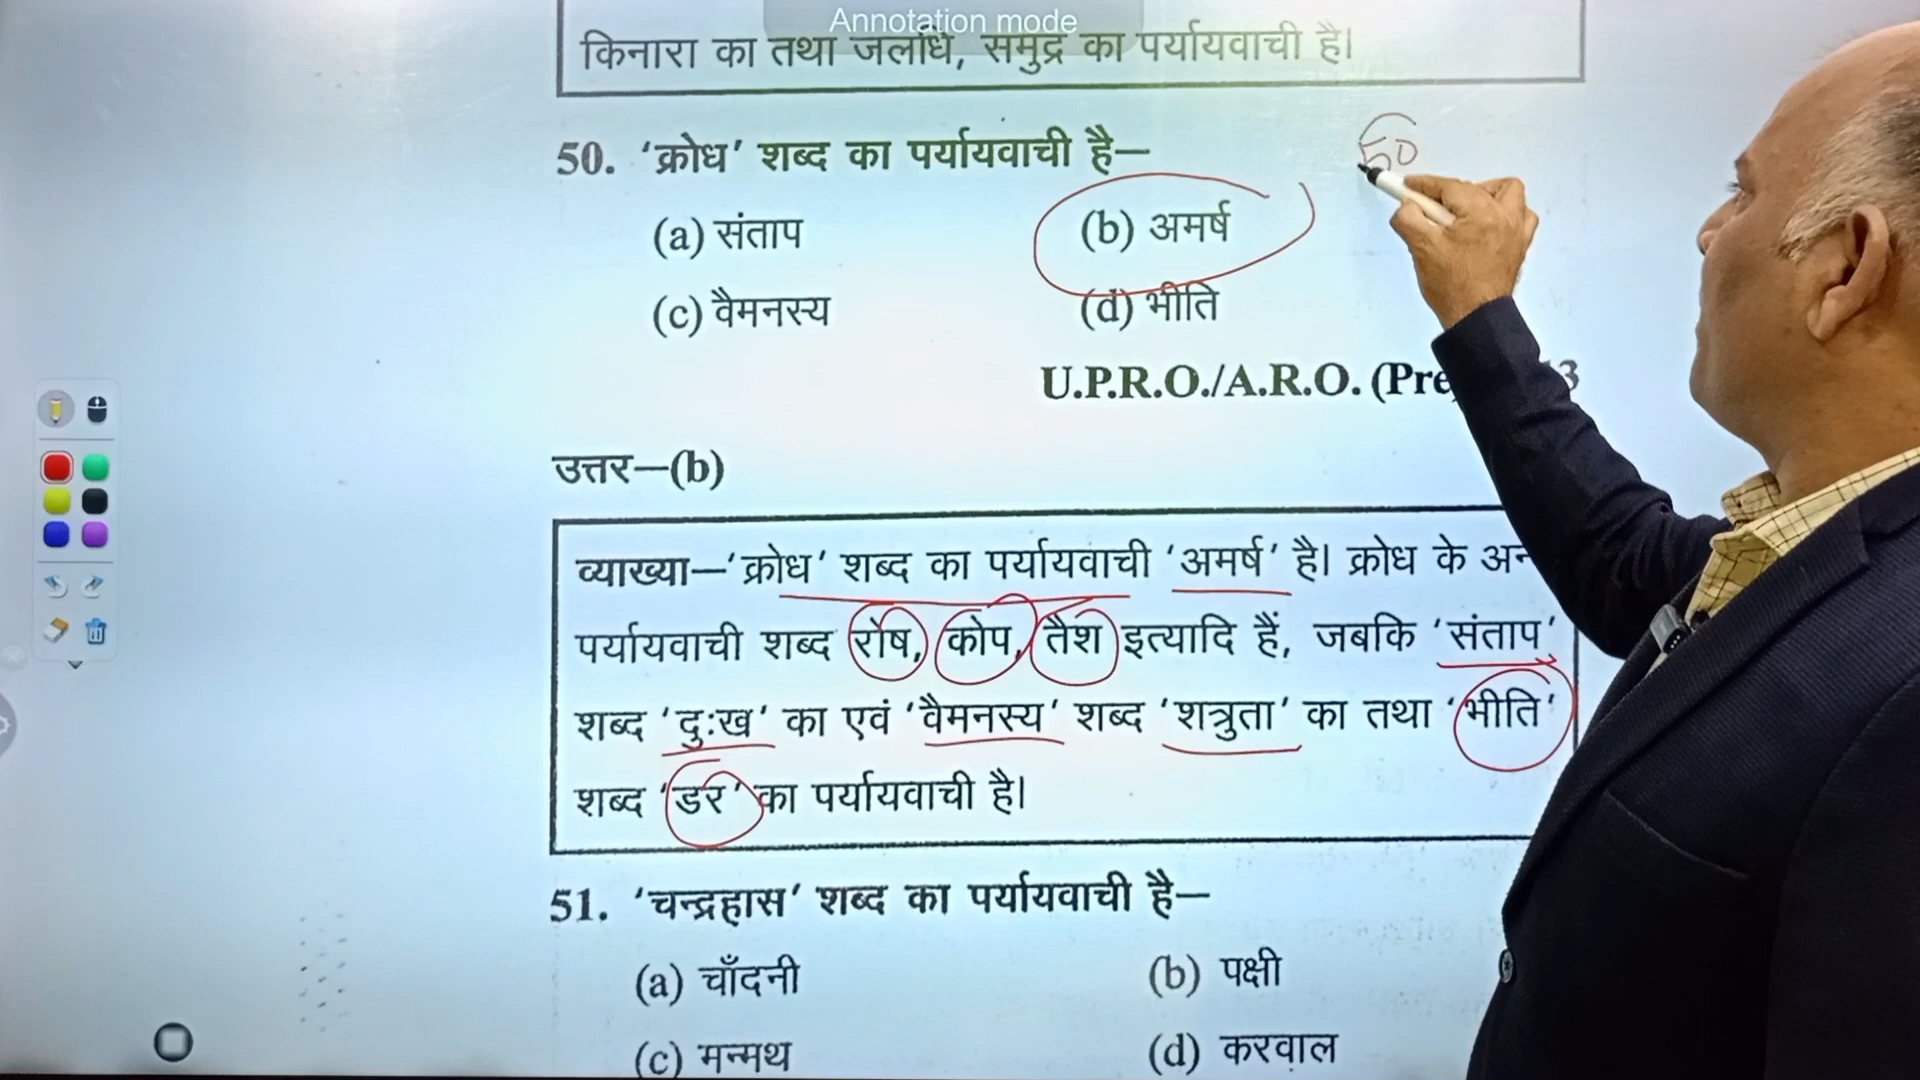 Annotation mode
किनारा का तथा जलधि, समुद्र का पर्यायवाची है।
50. 'क्रोध' शब्द का पर्यायवाची है—
50
(a) संताप (b) अमर्ष
(c) वैमनस्य (d) भीति
U.P.R.O./A.R.O. (Pre
3
उत्तर—(b)
व्याख्या—'क्रोध' शब्द का पर्यायवाची 'अमर्ष' है। क्रोध के
पर्यायवाची शब्द रोष, कोप, तैश इत्यादि हैं, जबकि 'संताप'
शब्द 'दुःख' का एवं 'वैमनस्य' शब्द 'शत्रुता' का तथा 'भीति'
शब्द 'डर' का पर्यायवाची है।
51. 'चन्द्रहास' शब्द का पर्यायवाची है—
(a) चाँदनी (b) पक्षी
(c) मन्मथ (d) करवाल